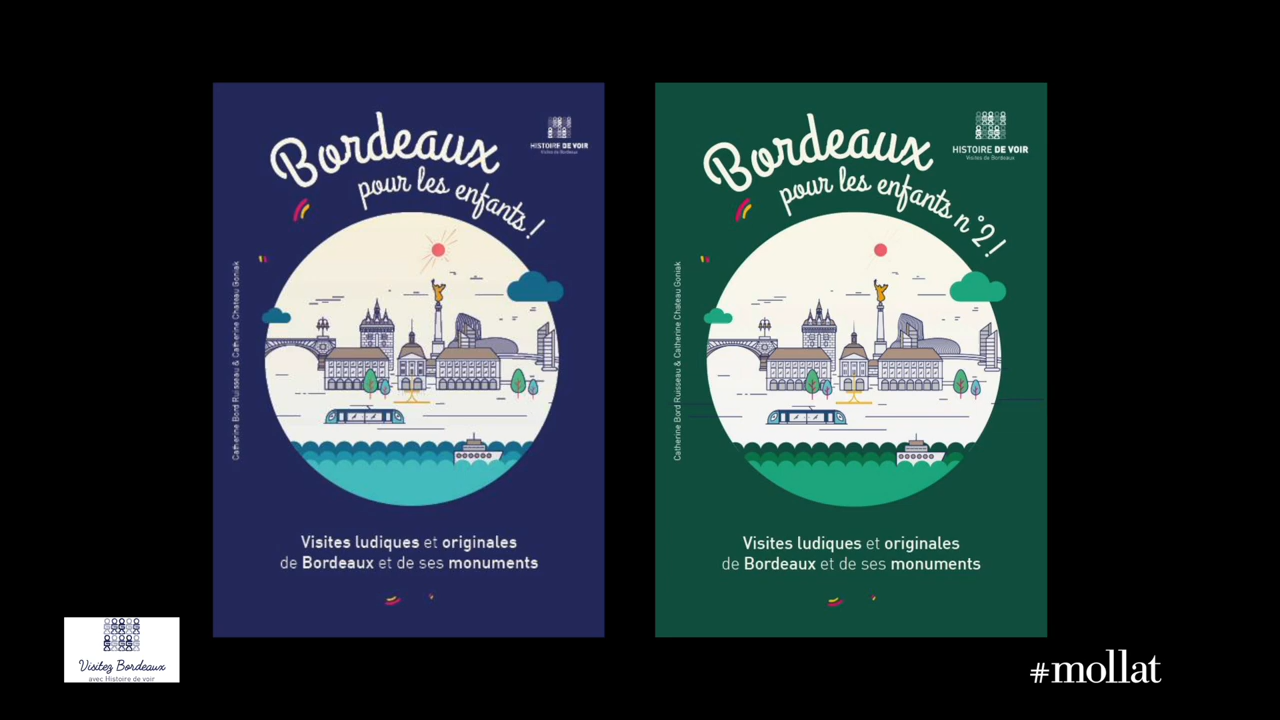 Bordeaux
pour les enfants !
HISTOIRE DE VOIR
Visites de Bordeaux
Catherine Bord Ruisseau & Catherine Chateau Goniak
Visites ludiques et originales
de Bordeaux et de ses monuments
Bordeaux
pour les enfants n°2 !
HISTOIRE DE VOIR
Visites de Bordeaux
Catherine Bord Ruisseau & Catherine Chateau Goniak
Visites ludiques et originales
de Bordeaux et de ses monuments
Visitez Bordeaux
avec Histoire de voir
#mollat